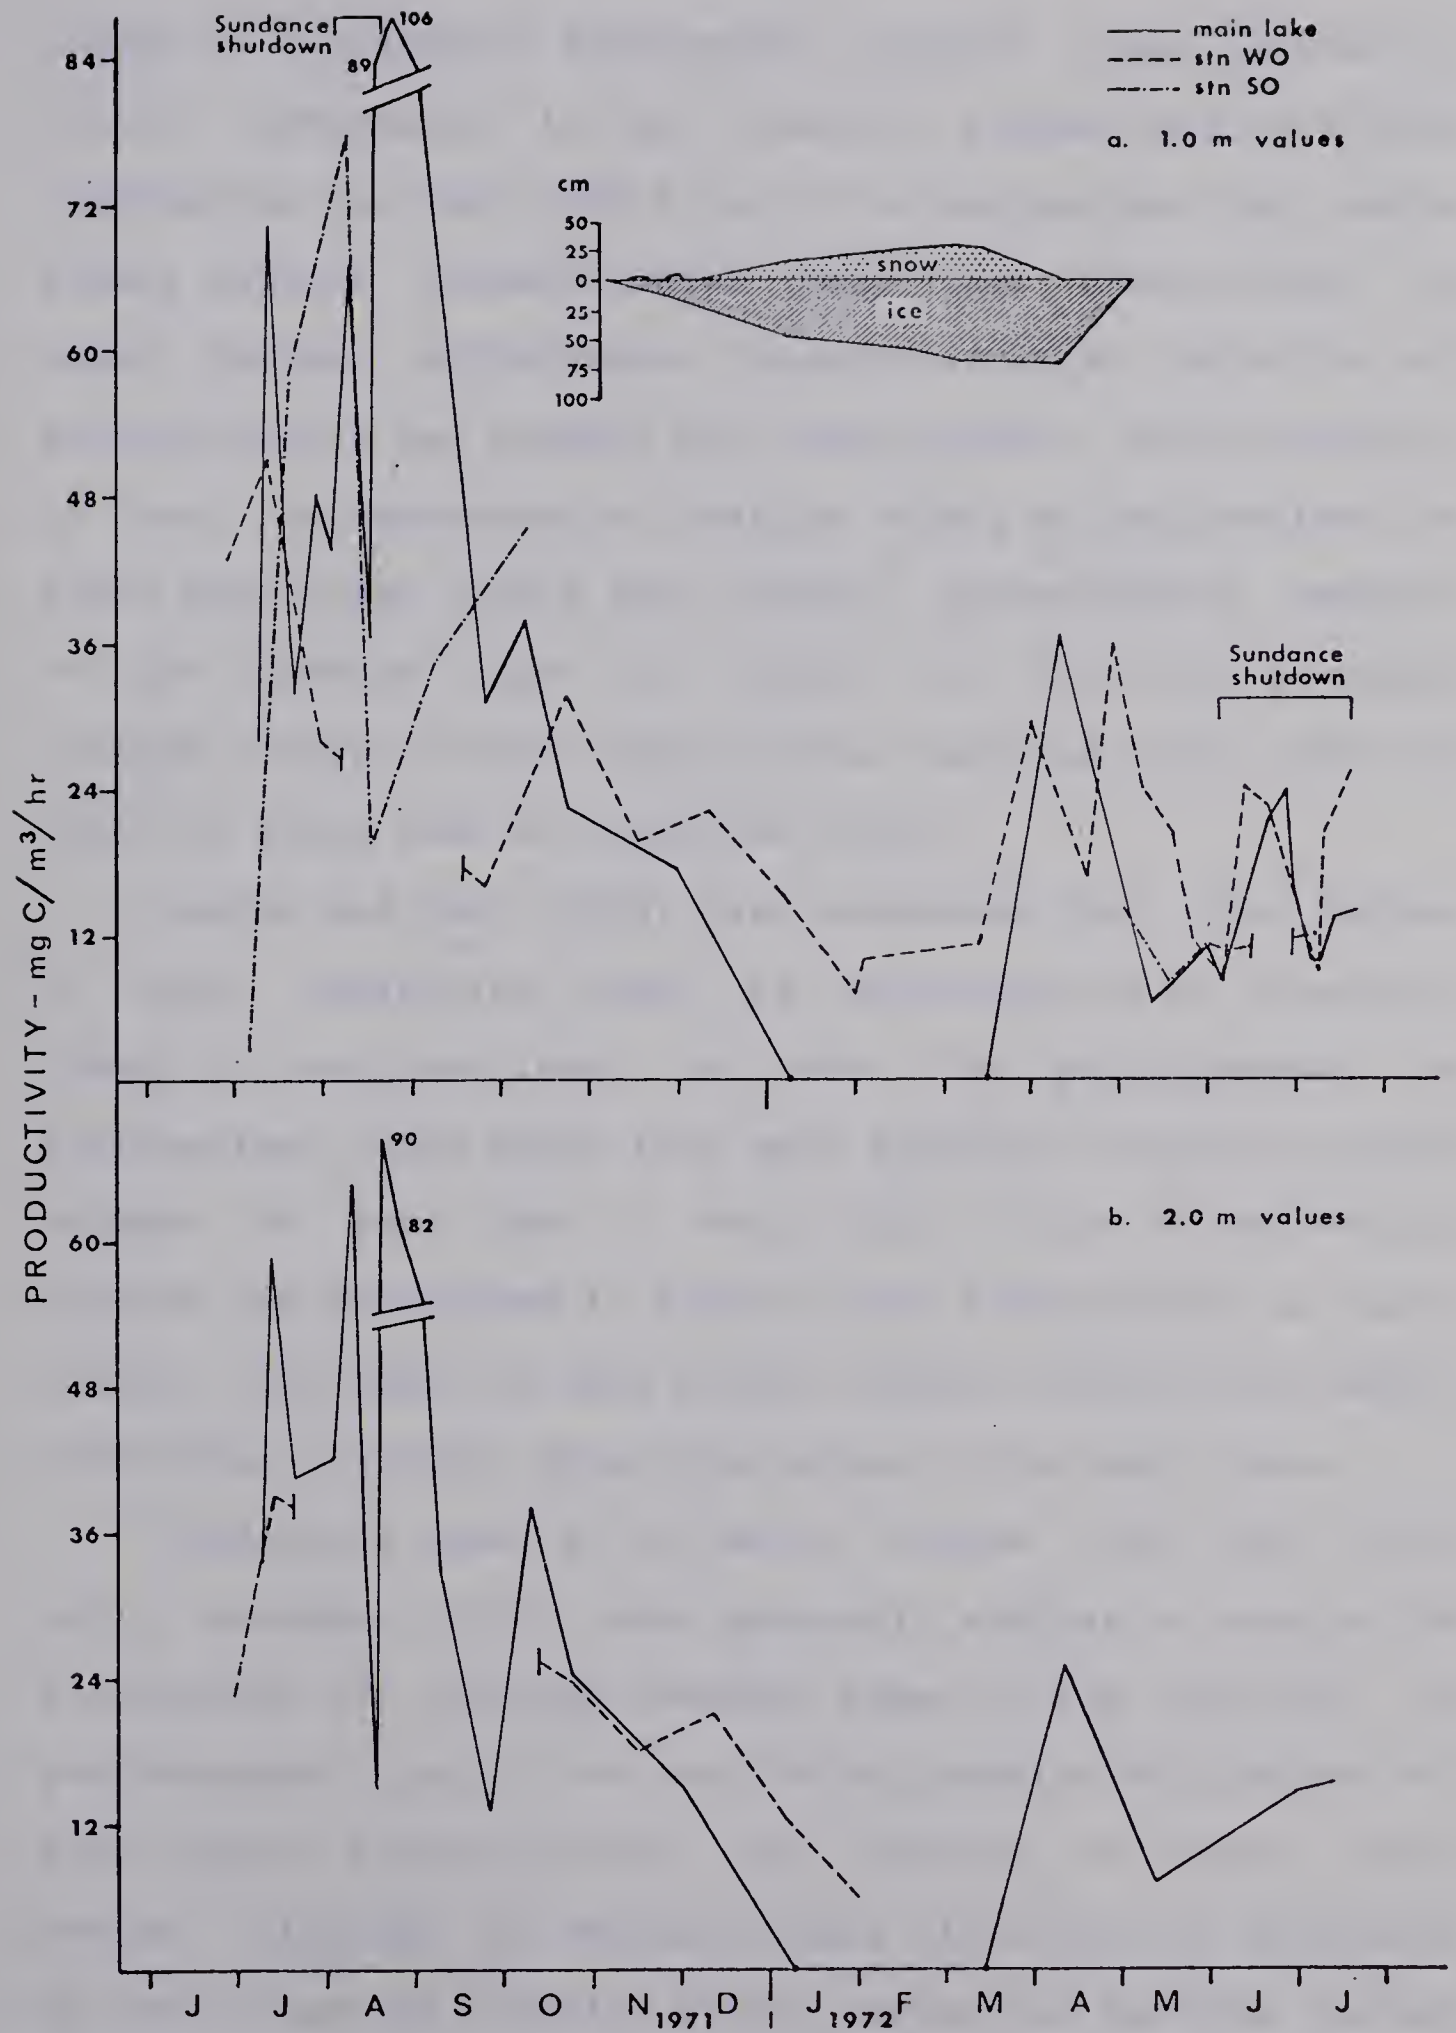 Sundance
shutdown
106
89
main lake
stn WO
stn SO
a. 1.0 m values
84
72
60
48
36
24
12
cm
50
25
0
25
50
75
100
snow
ice
Sundance
shutdown
PRODUCTIVITY - mg C/m³/hr
90
82
b. 2.0 m values
60
48
36
24
12
J J A S O N D J F M A M J J
1971 1972